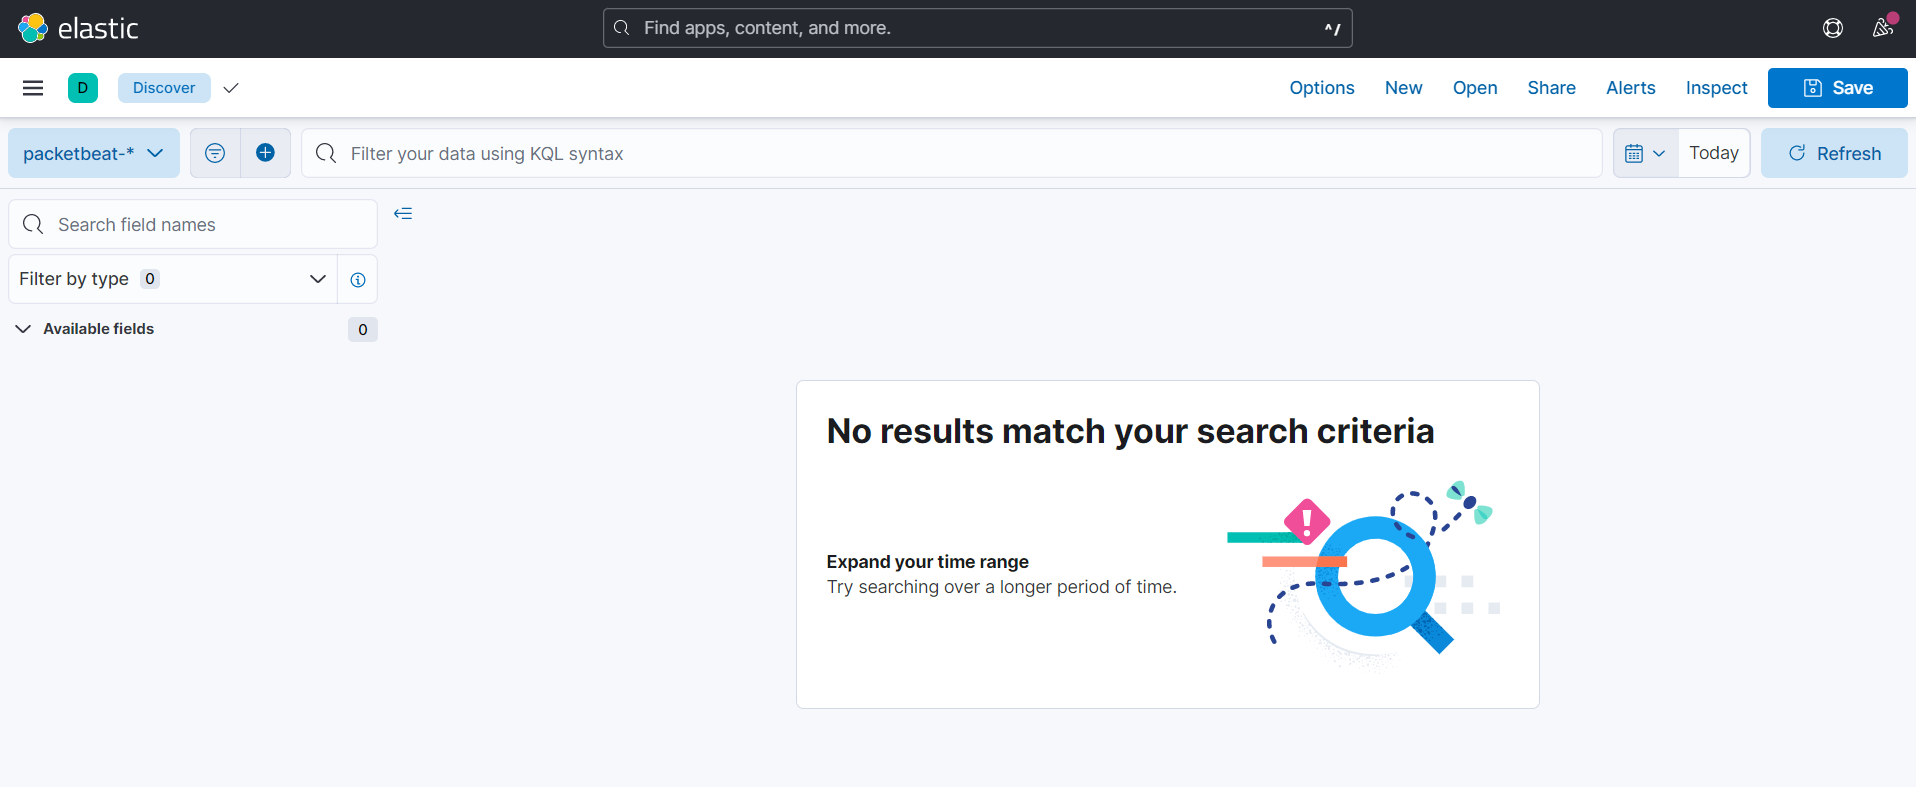 elastic
Find apps, content, and more.
^/
D
Discover
Options
New
Open
Share
Alerts
Inspect
Save
packetbeat-*
Filter your data using KQL syntax
Today
Refresh
Search field names
Filter by type 0
Available fields 0
No results match your search criteria
Expand your time range
Try searching over a longer period of time.